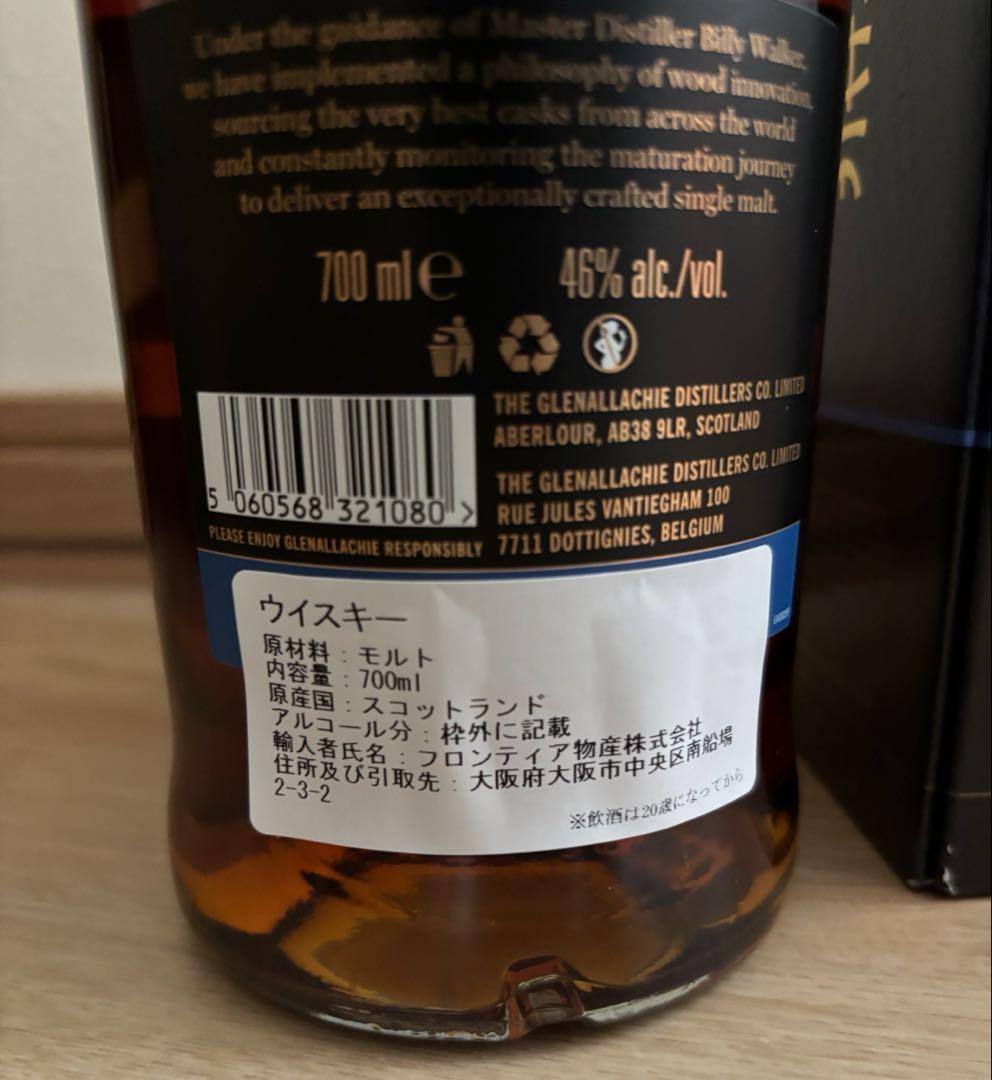 Under the guidance of Master Distiller Billy Walker,
we have implemented a philosophy of wood innovation,
sourcing the very best casks from across the world
and constantly monitoring the maturation journey
to deliver an exceptionally crafted single malt.
700 ml e 46% alc./vol.
THE GLENALLACHIE DISTILLERS CO. LIMITED
ABERLOUR, AB38 9LR, SCOTLAND
THE GLENALLACHIE DISTILLERS CO. LIMITED
RUE JULES VANTIEGHAM 100
7711 DOTTIGNIES, BELGIUM
5 060568 321080 >
PLEASE ENJOY GLENALLACHIE RESPONSIBLY
ウイスキー
原材料：モルト
内容量：700ml
原産国：スコットランド
アルコール分：枠外に記載
輸入者氏名：フロンティア物産株式会社
住所及び引取先：大阪府大阪市中央区南船場
2-3-2
※飲酒は20歳になってから